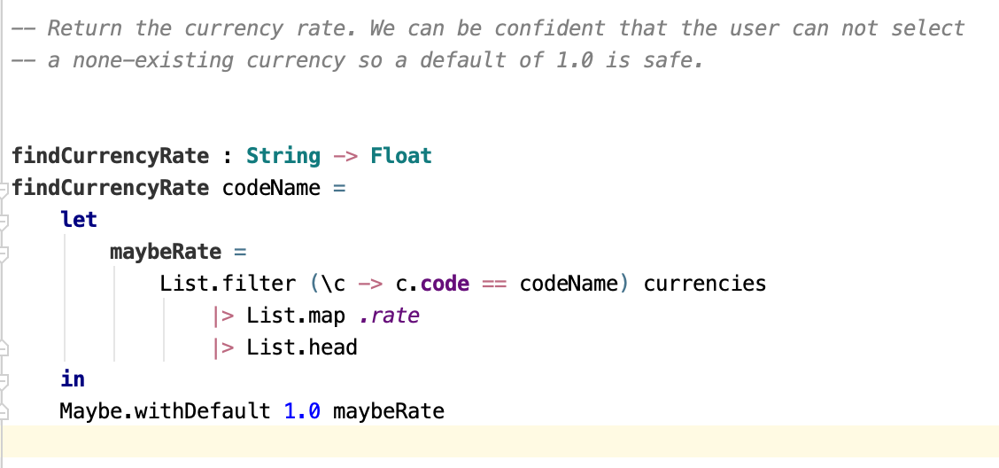 -- Return the currency rate. We can be confident that the user can not select
-- a none-existing currency so a default of 1.0 is safe.
findCurrencyRate : String -> Float
findCurrencyRate codeName =
let
maybeRate =
List.filter (\c -> c.code == codeName) currencies
|> List.map .rate
|> List.head
in
Maybe.withDefault 1.0 maybeRate